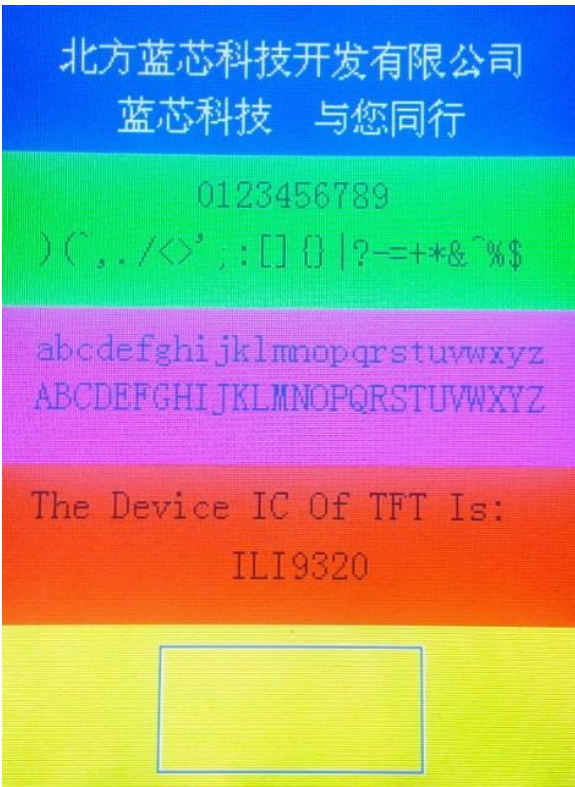 北方蓝芯科技开发有限公司
蓝芯科技 与您同行
0123456789
)(`,./<>';:[]{}|?-=+*&^%$
abcdefghijklmnopqrstuvwxyz
ABCDEFGHIJKLMNOPQRSTUVWXYZ
The Device IC Of TFT Is:
ILI9320